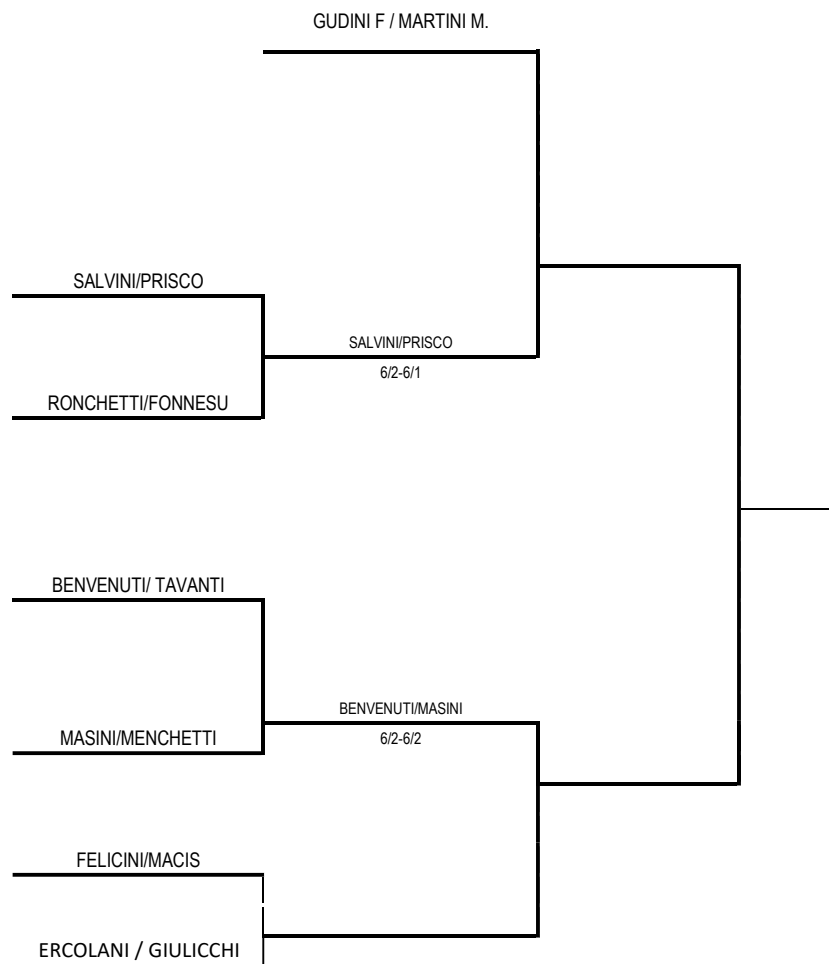 GUDINI F / MARTINI M.
SALVINI/PRISCO
SALVINI/PRISCO
6/2-6/1
RONCHETTI/FONNESU
BENVENUTI/ TAVANTI
BENVENUTI/MASINI
6/2-6/2
MASINI/MENCHETTI
FELICINI/MACIS
ERCOLANI / GIULICCHI